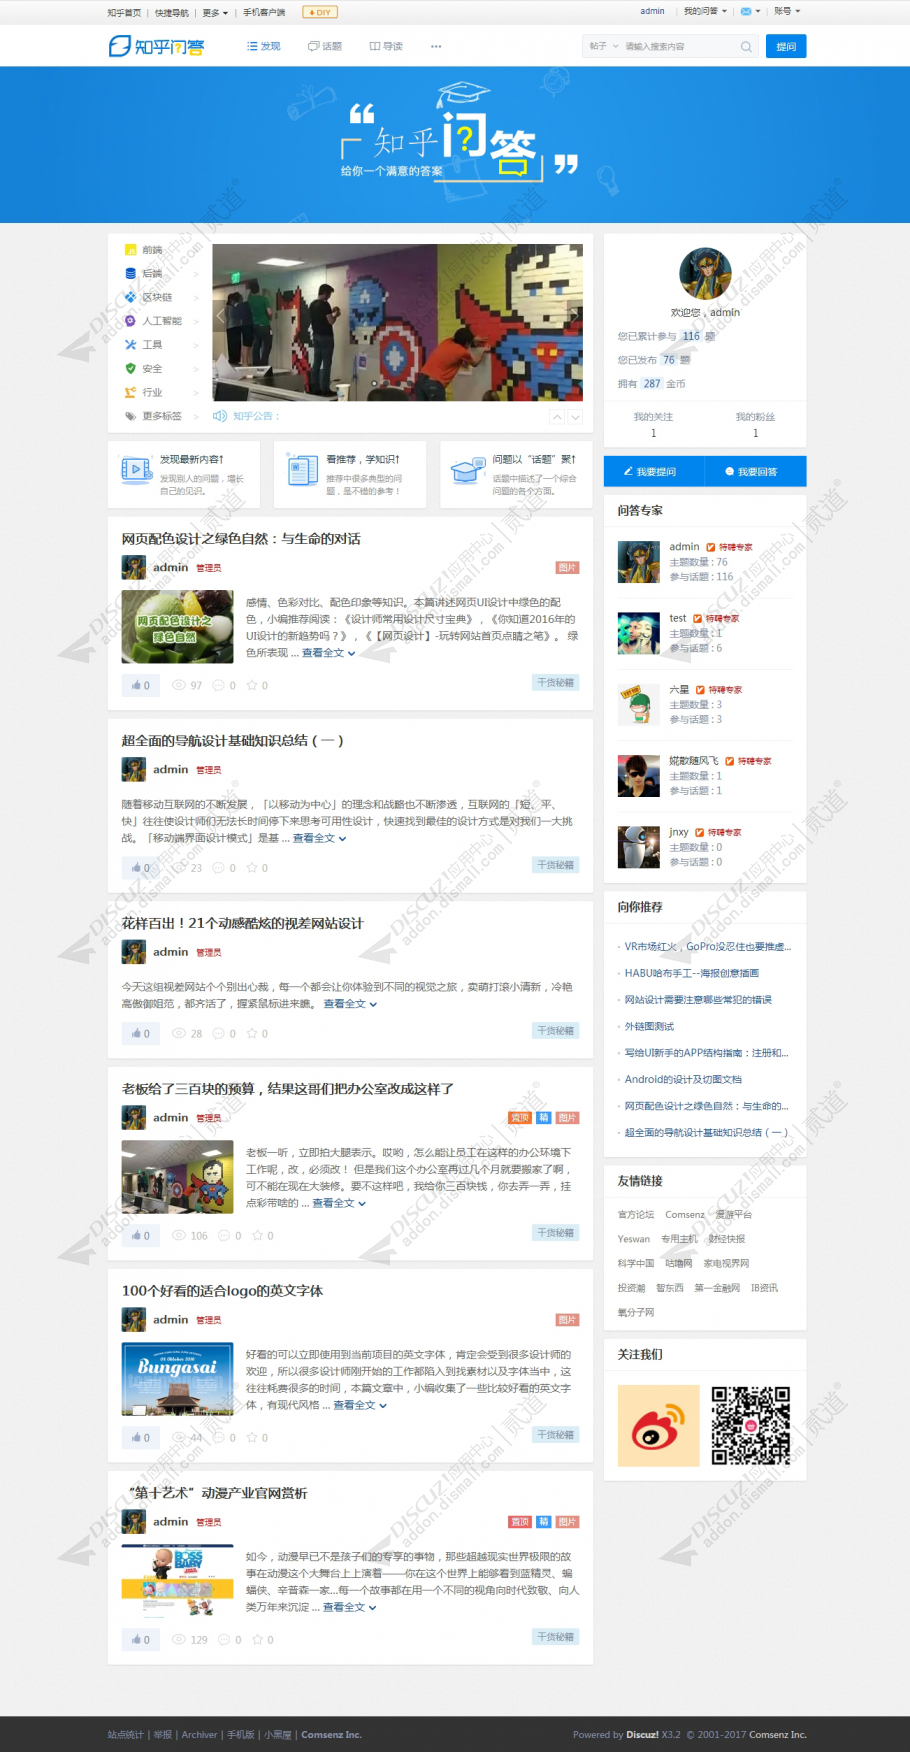 知乎首页 | 快捷导航 | 更多 | 手机客户端 DIY
admin | 我的问答 | 账号
知乎问答 发现 话题 导读 ...
帖子 请输入搜索内容 提问
知乎问答
给你一个满意的答案
前端
后端 >
区块链 >
人工智能 >
工具 >
安全 >
行业 >
更多标签 >
知乎公告：
欢迎您，admin
您已累计参与 116 题
您已发布 76 题
拥有 287 金币
我的关注 我的粉丝
1 1
我要提问 我要回答
发现最新内容↑
发现别人的问题，增长
自己的见识。
看推荐，学知识↑
推荐中很多典型的问
题，是不错的参考！
问题以“话题”聚↑
话题中描述了一个综合
问题的各个方面。
网页配色设计之绿色自然：与生命的对话
admin 管理员 图片
网页配色设计之
绿色自然
感情、色彩对比、配色印象等知识。本篇讲述网页UI设计中绿色的配
色，小编推荐阅读：《设计师常用设计尺寸宝典》，《你知道2016年的
UI设计的新趋势吗？》，《【网页设计】-玩转网站首页点睛之笔》。 绿
色所表现 ... 查看全文
0 97 0 0 干货秘籍
超全面的导航设计基础知识总结（一）
admin 管理员
随着移动互联网的不断发展，「以移动为中心」的理念和战略也不断渗透，互联网的「短、平、
快」往往使设计师们无法长时间停下来思考可用性设计，快速找到最佳的设计方式是对我们一大挑
战。「移动端界面设计模式」是基 ... 查看全文
0 23 0 0 干货秘籍
花样百出！21个动感酷炫的视差网站设计
admin 管理员
今天这组视差网站个个别出心裁，每一个都会让你体验到不同的视觉之旅，卖萌打滚小清新，冷艳
高傲御姐范，都齐活了，握紧鼠标进来瞧。 查看全文
0 28 0 0 干货秘籍
老板给了三百块的预算，结果这哥们把办公室改成这样了
admin 管理员 置顶 精 图片
老板一听，立即拍大腿表示。哎哟，怎么能让员工在这样的办公环境下
工作呢，改，必须改！ 但是我们这个办公室再过几个月就要搬家了啊，
可不能在现在大装修。要不这样吧，我给你三百块钱，你去弄一弄，挂
点彩带啥的 ... 查看全文
0 106 0 0 干货秘籍
100个好看的适合logo的英文字体
admin 管理员 图片
Bungasai
好看的可以立即使用到当前项目的英文字体，肯定会受到很多设计师的
欢迎，所以很多设计师刚开始的工作都陷入到找素材以及字体当中，这
往往耗费很多的时间，本篇文章中，小编收集了一些比较好看的英文字
体，有现代风格 ... 查看全文
0 44 0 0 干货秘籍
“第十艺术”动漫产业官网赏析
admin 管理员 置顶 精 图片
BOSS
BABY
如今，动漫早已不是孩子们的专享的事物，那些超越现实世界极限的故
事在动漫这个大舞台上上演着——你在这个世界上能够看到蓝精灵、蝙
蝠侠、辛普森一家...每一个故事都在用一个不同的视角向时代致敬、向人
类万年来沉淀 ... 查看全文
0 129 0 0 干货秘籍
问答专家
admin 特聘专家
主题数量：76
参与话题：116
test 特聘专家
主题数量：1
参与话题：6
六星 特聘专家
主题数量：3
参与话题：3
婲散随风飞 特聘专家
主题数量：1
参与话题：1
jnxy 特聘专家
主题数量：0
参与话题：0
向你推荐
VR市场红火，GoPro没忍住也要推虚...
HABU哈布手工--海报创意插画
网站设计需要注意哪些常犯的错误
外链图测试
写给UI新手的APP结构指南：注册和...
Android的设计及切图文档
网页配色设计之绿色自然：与生命的...
超全面的导航设计基础知识总结（一）
友情链接
官方论坛 Comsenz 漫游平台
Yeswan 专用主机 财经快报
科学中国 咕噜网 家电视界网
投资潮 智东西 第一金融网 IB资讯
氧分子网
关注我们
站点统计 | 举报 | Archiver | 手机版 | 小黑屋 | Comsenz Inc.
Powered by Discuz! X3.2 © 2001-2017 Comsenz Inc.
DISCUZ!应用中心 | 贰道
addon.dismall.com